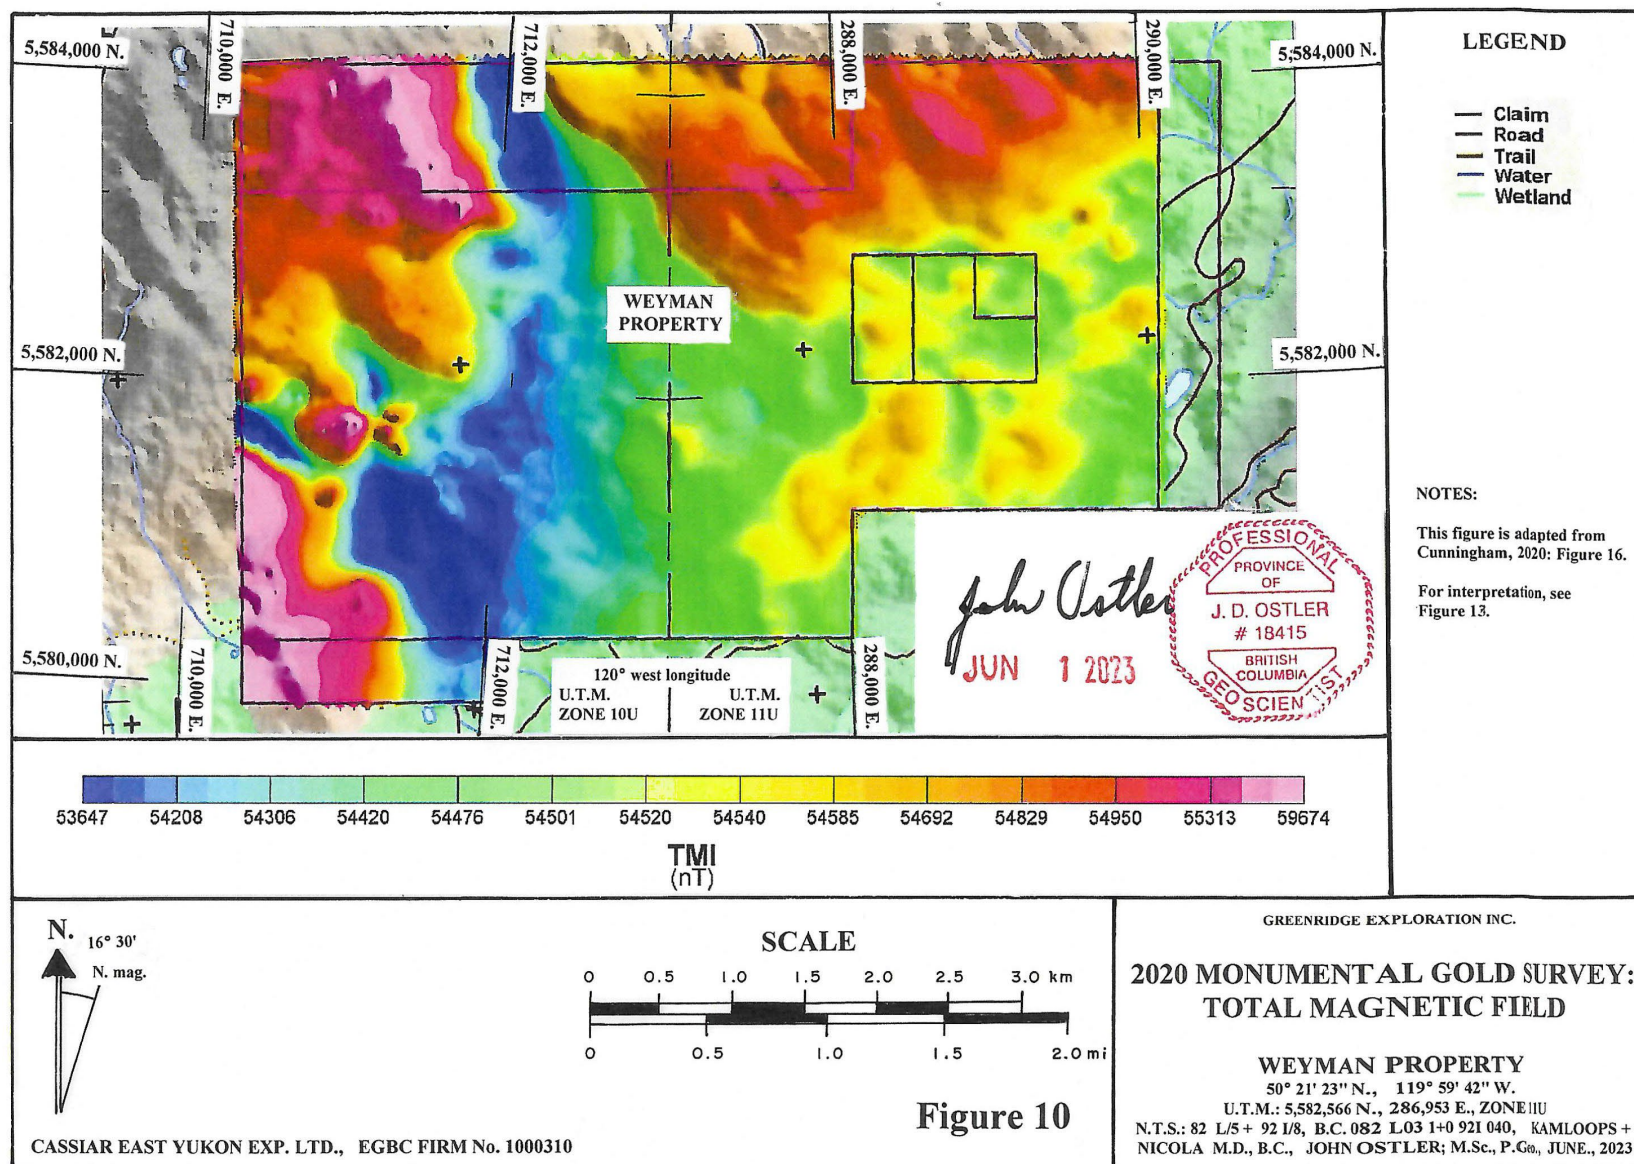 5,584,000 N.
710,000 E.
712,000 E.
288,000 E.
290,000 E.
5,584,000 N.
WEYMAN
PROPERTY
5,582,000 N.
5,582,000 N.
5,580,000 N.
710,000 E.
712,000 E.
120° west longitude
U.T.M. U.T.M.
ZONE 10U ZONE 11U
288,000 E.
John Ostler
JUN 1 2023
PROFESSIONAL
PROVINCE
OF
J. D. OSTLER
# 18415
BRITISH
COLUMBIA
GEOSCIENTIST
LEGEND
Claim
Road
Trail
Water
Wetland
NOTES:
This figure is adapted from
Cunningham, 2020: Figure 16.
For interpretation, see
Figure 13.
53647 54208 54306 54420 54476 54501 54520 54540 54585 54692 54829 54950 55313 59674
TMI
(nT)
N.
16° 30'
N. mag.
SCALE
0 0.5 1.0 1.5 2.0 2.5 3.0 km
0 0.5 1.0 1.5 2.0 mi
Figure 10
CASSIAR EAST YUKON EXP. LTD., EGBC FIRM No. 1000310
GREENRIDGE EXPLORATION INC.
2020 MONUMENTAL GOLD SURVEY:
TOTAL MAGNETIC FIELD
WEYMAN PROPERTY
50° 21' 23" N., 119° 59' 42" W.
U.T.M.: 5,582,566 N., 286,953 E., ZONE 11U
N.T.S.: 82 L/5 + 92 I/8, B.C. 082 L03 1+0 92I 040, KAMLOOPS +
NICOLA M.D., B.C., JOHN OSTLER; M.Sc., P.Geo., JUNE., 2023